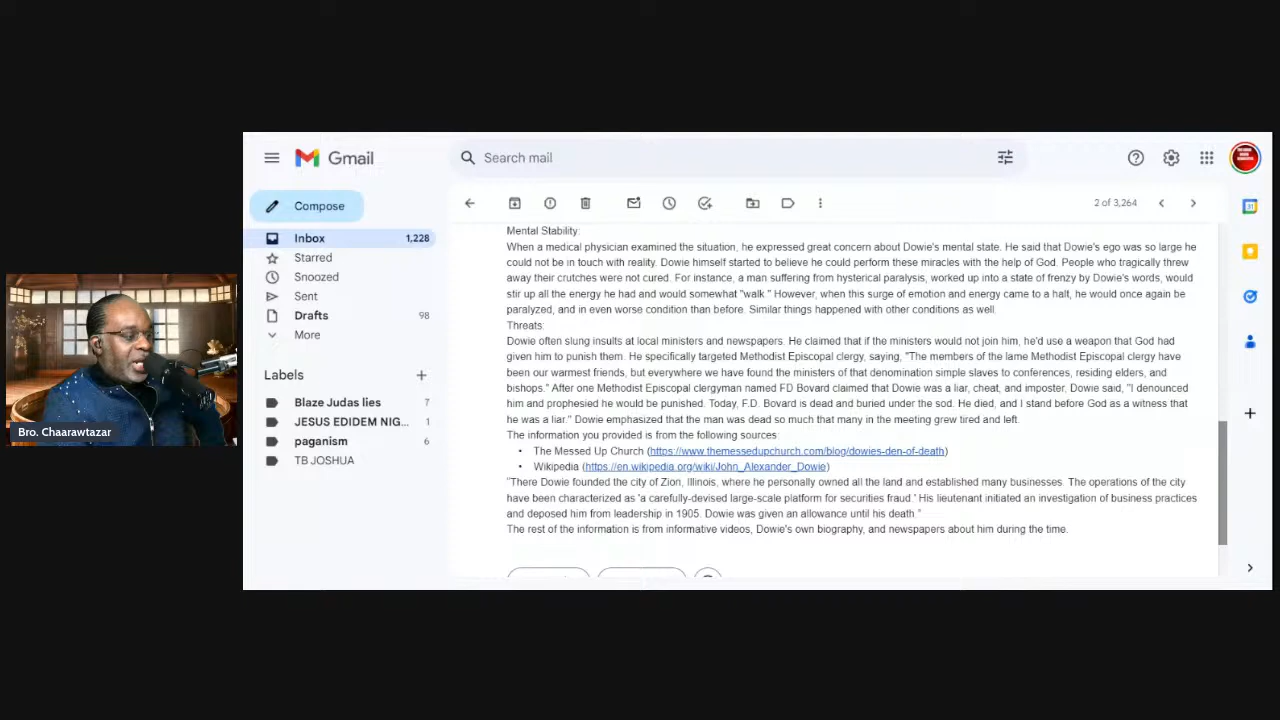 Gmail
Search mail
Compose
2 of 3,264
Inbox 1,228
Starred
Snoozed
Sent
Drafts 98
More
Labels
Blaze Judas lies 7
JESUS EDIDEM NIG... 1
paganism 6
TB JOSHUA
Mental Stability:
When a medical physician examined the situation, he expressed great concern about Dowie's mental state. He said that Dowie's ego was so large he
could not be in touch with reality. Dowie himself started to believe he could perform these miracles with the help of God. People who tragically threw
away their crutches were not cured. For instance, a man suffering from hysterical paralysis, worked up into a state of frenzy by Dowie's words, would
stir up all the energy he had and would somewhat "walk." However, when this surge of emotion and energy came to a halt, he would once again be
paralyzed, and in even worse condition than before. Similar things happened with other conditions as well.
Threats:
Dowie often slung insults at local ministers and newspapers. He claimed that if the ministers would not join him, he'd use a weapon that God had
given him to punish them. He specifically targeted Methodist Episcopal clergy, saying, "The members of the lame Methodist Episcopal clergy have
been our warmest friends, but everywhere we have found the ministers of that denomination simple slaves to conferences, residing elders, and
bishops." After one Methodist Episcopal clergyman named FD Bovard claimed that Dowie was a liar, cheat, and imposter, Dowie said, "I denounced
him and prophesied he would be punished. Today, F.D. Bovard is dead and buried under the sod. He died, and I stand before God as a witness that
he was a liar." Dowie emphasized that the man was dead so much that many in the meeting grew tired and left.
The information you provided is from the following sources:
• The Messed Up Church (https://www.themessedupchurch.com/blog/dowies-den-of-death)
• Wikipedia (https://en.wikipedia.org/wiki/John_Alexander_Dowie)
"There Dowie founded the city of Zion, Illinois, where he personally owned all the land and established many businesses. The operations of the city
have been characterized as 'a carefully-devised large-scale platform for securities fraud.' His lieutenant initiated an investigation of business practices
and deposed him from leadership in 1905. Dowie was given an allowance until his death."
The rest of the information is from informative videos, Dowie's own biography, and newspapers about him during the time.
Bro. Chaarawtazar